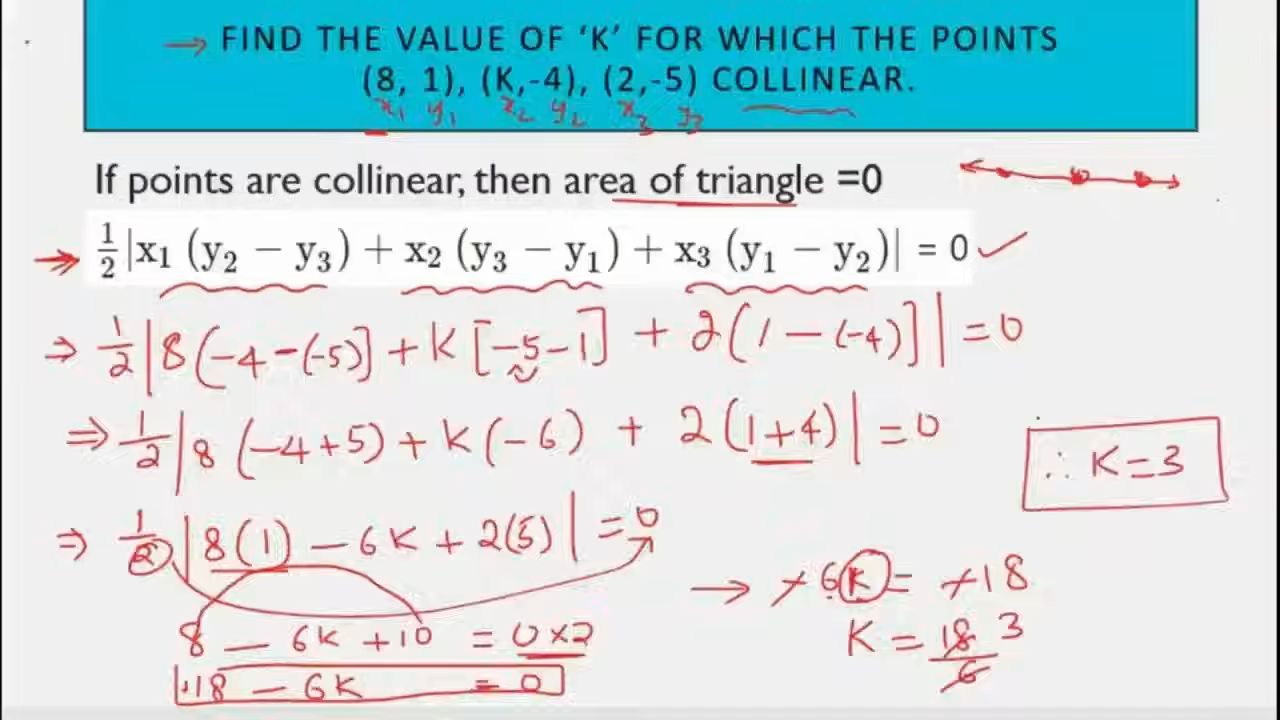 → FIND THE VALUE OF ‘K’ FOR WHICH THE POINTS
(8, 1), (K,-4), (2,-5) COLLINEAR.
x₁ y₁ x₂ y₂ x₃ y₃
If points are collinear, then area of triangle =0
→ ½|x₁ (y₂ − y₃) + x₂ (y₃ − y₁) + x₃ (y₁ − y₂)| = 0 ✓
⇒ ½|8(-4-(-5)] + K[-5-1] + 2(1-(-4)]| = 0
⇒ ½|8(-4+5) + K(-6) + 2(1+4)| = 0
∴ K=3
⇒ ½|8(1) - 6K + 2(5)| = 0
8 - 6K + 10 = 0×2
+18 - 6K = 0
→ -6K = -18
K = 18 3
6